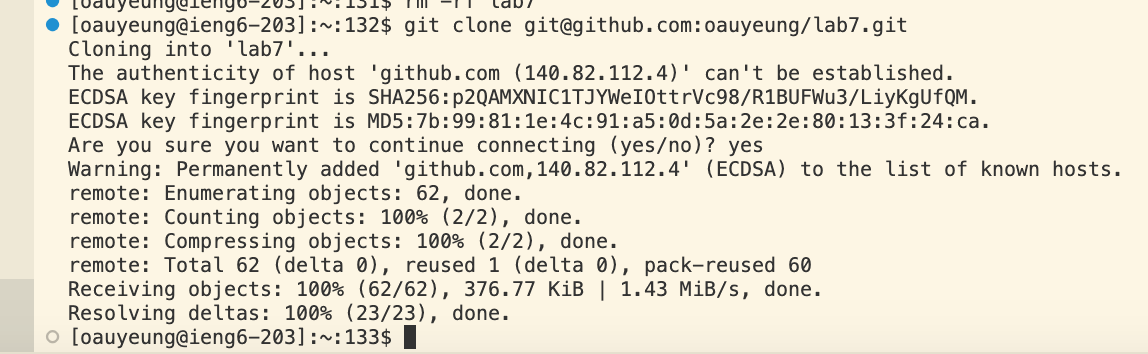 [oauyeung@ieng6-203]:~:131$ rm -rf lab7
[oauyeung@ieng6-203]:~:132$ git clone git@github.com:oauyeung/lab7.git
Cloning into 'lab7'...
The authenticity of host 'github.com (140.82.112.4)' can't be established.
ECDSA key fingerprint is SHA256:p2QAMXNIC1TJYWeIOttrVc98/R1BUFWu3/LiyKgUfQM.
ECDSA key fingerprint is MD5:7b:99:81:1e:4c:91:a5:0d:5a:2e:2e:80:13:3f:24:ca.
Are you sure you want to continue connecting (yes/no)? yes
Warning: Permanently added 'github.com,140.82.112.4' (ECDSA) to the list of known hosts.
remote: Enumerating objects: 62, done.
remote: Counting objects: 100% (2/2), done.
remote: Compressing objects: 100% (2/2), done.
remote: Total 62 (delta 0), reused 1 (delta 0), pack-reused 60
Receiving objects: 100% (62/62), 376.77 KiB | 1.43 MiB/s, done.
Resolving deltas: 100% (23/23), done.
[oauyeung@ieng6-203]:~:133$